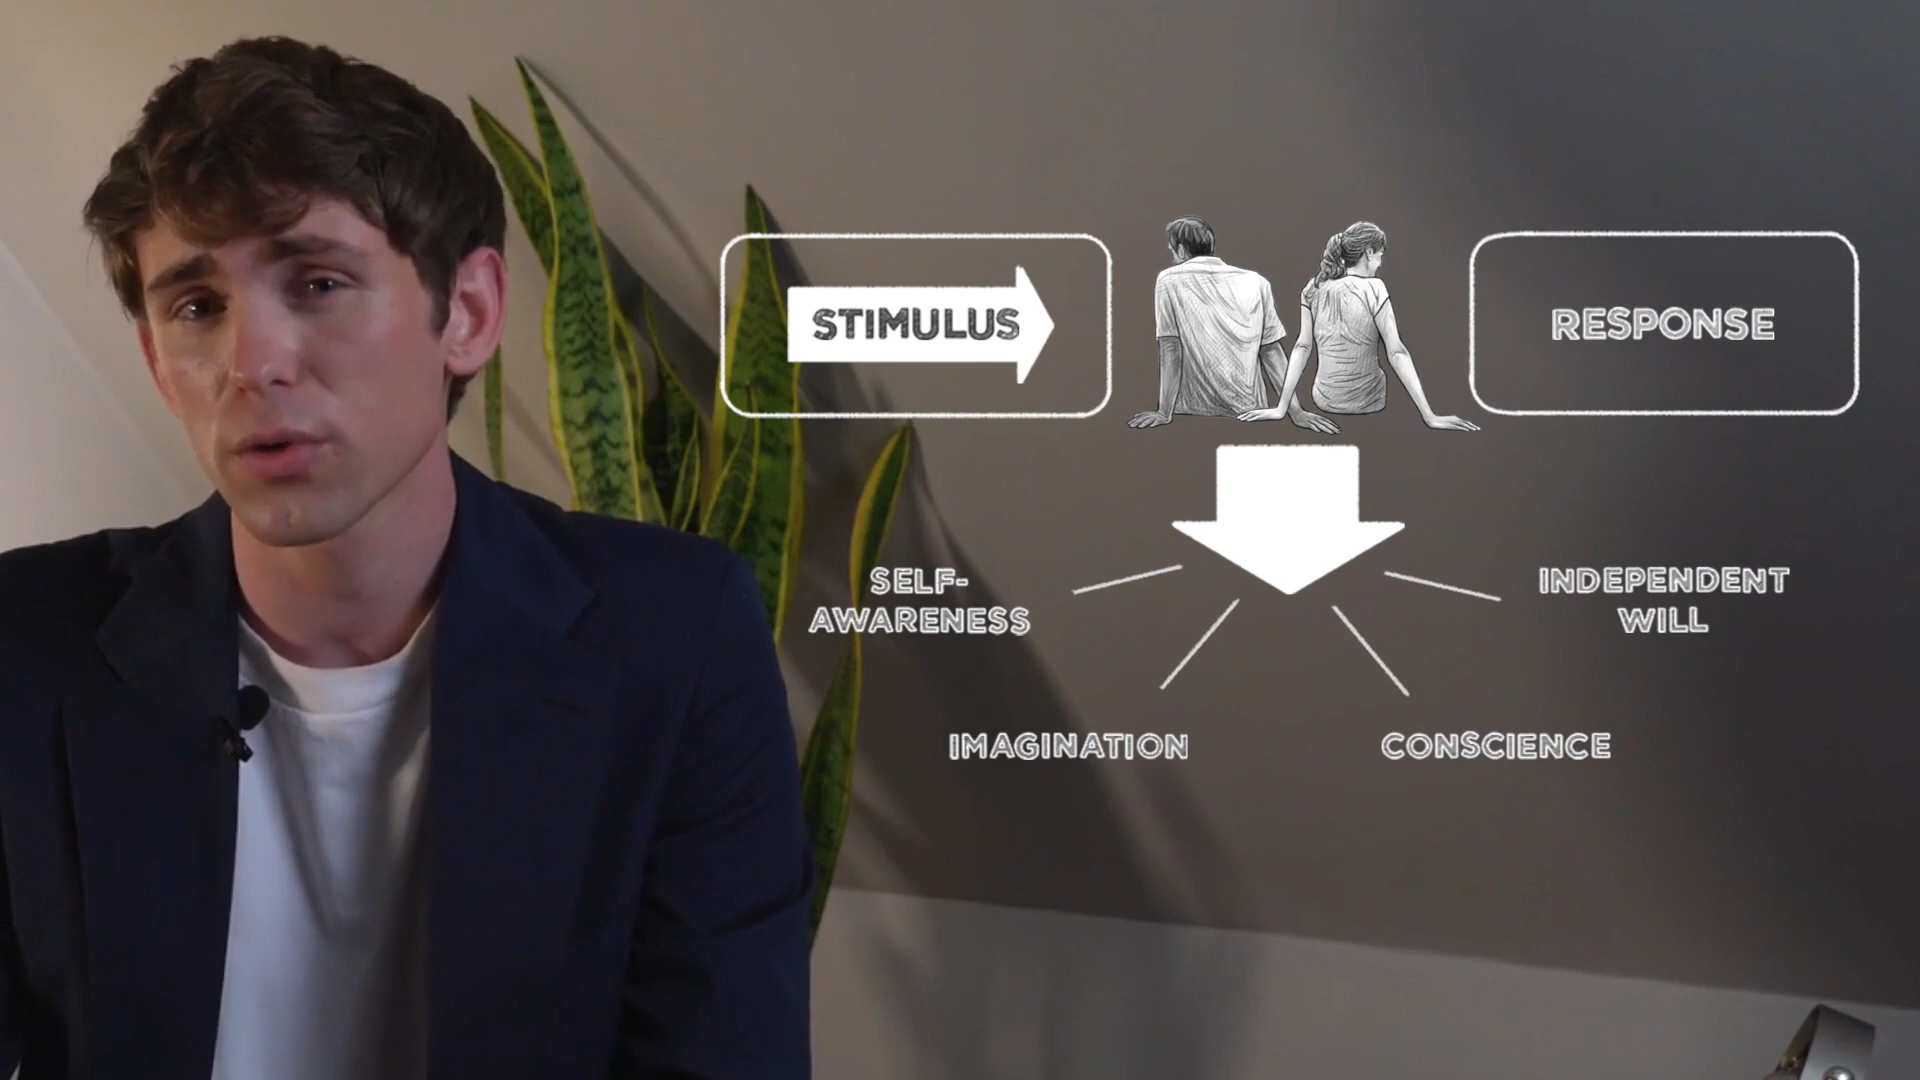 STIMULUS
RESPONSE
SELF-
AWARENESS
INDEPENDENT
WILL
IMAGINATION
CONSCIENCE